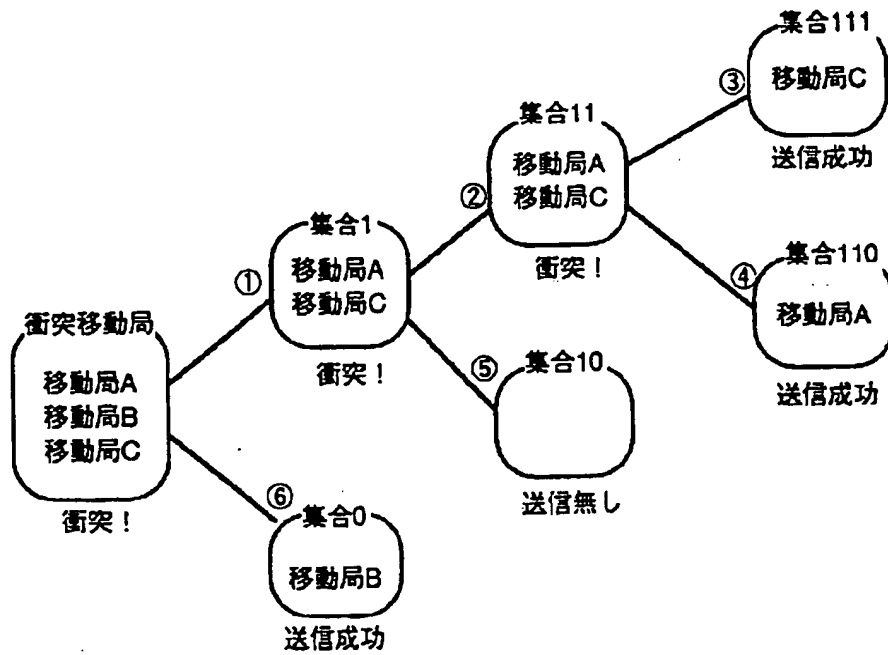 集合111
移動局C
送信成功
③
集合11
移動局A
移動局C
衝突！
②
④
集合110
移動局A
送信成功
集合1
移動局A
移動局C
衝突！
①
⑤
集合10
送信無し
衝突移動局
移動局A
移動局B
移動局C
衝突！
⑥
集合0
移動局B
送信成功